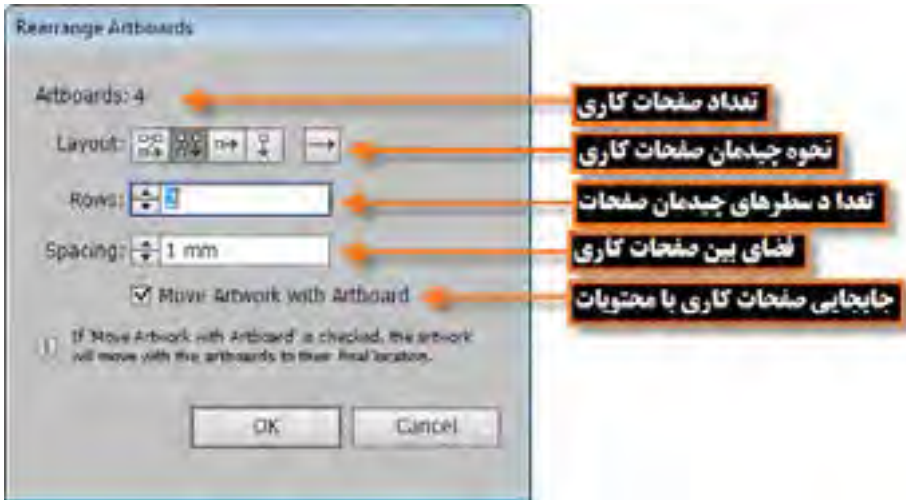 Rearrange Artboards
Artboards: 4
تعداد صفحات کاری
Layout:
نحوه چیدمان صفحات کاری
Rows:
تعدا د سطرهای چیدمان صفحات
Spacing: 1 mm
فضای بین صفحات کاری
Move Artwork with Artboard
جابجایی صفحات کاری با محتویات
If 'Move Artwork with Artboard' is checked, the artwork
will move with the artboards to their final location.
OK
Cancel